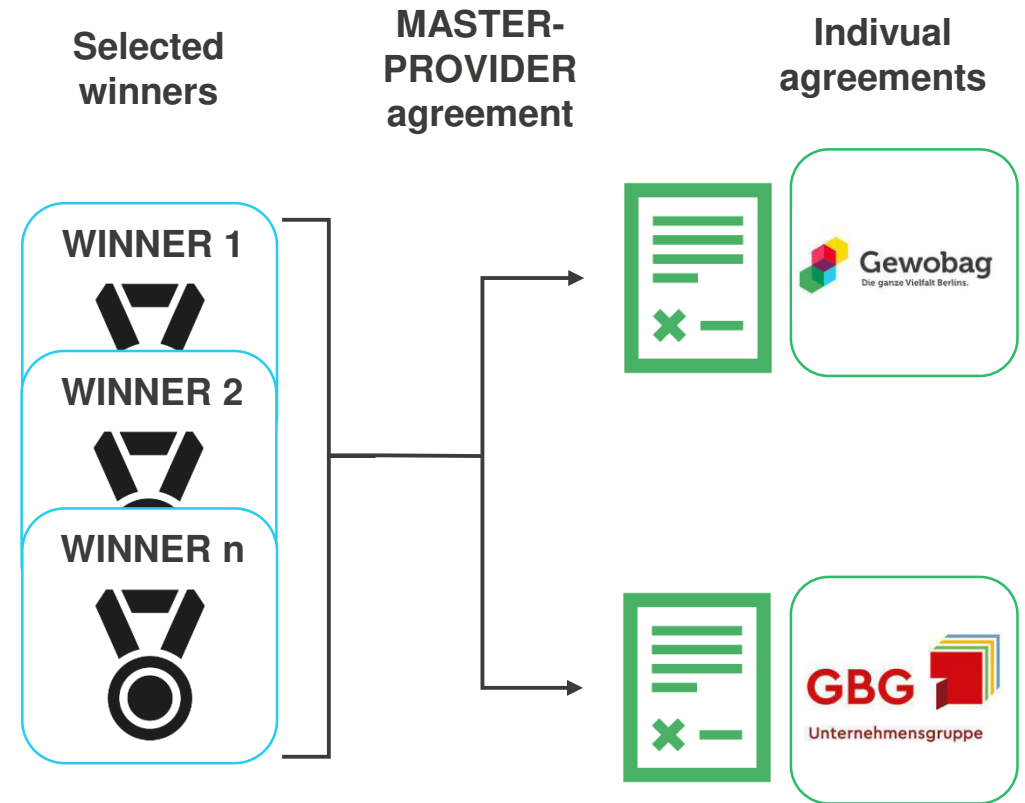 Selected
winners
MASTER-
PROVIDER
agreement
Indivual
agreements
WINNER 1
WINNER 2
WINNER n
Gewobag
Die ganze Vielfalt Berlins.
GBG
Unternehmensgruppe